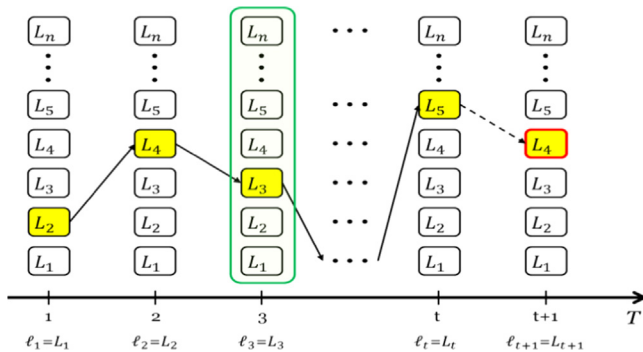 Lₙ Lₙ Lₙ · · · Lₙ Lₙ
L₅ L₅ L₅ · · · L₅ L₅
L₄ L₄ L₄ · · · L₄ L₄
L₃ L₃ L₃ · · · L₃ L₃
L₂ L₂ L₂ · · · L₂ L₂
L₁ L₁ L₁ · · · L₁ L₁
1 2 3 t t+1 T
ℓ₁=L₁ ℓ₂=L₂ ℓ₃=L₃ ℓₜ=Lₜ ℓₜ₊₁=Lₜ₊₁